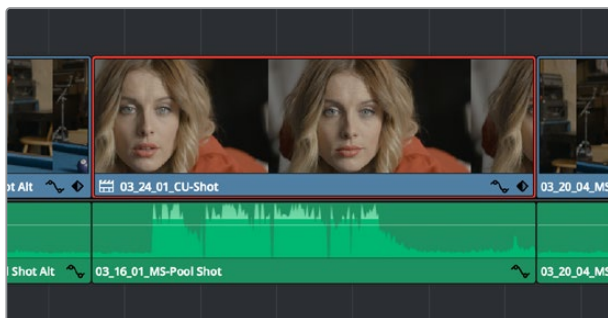 ot Alt
03_24_01_CU-Shot
03_20_04_MS
l Shot Alt
03_16_01_MS-Pool Shot
03_20_04_MS